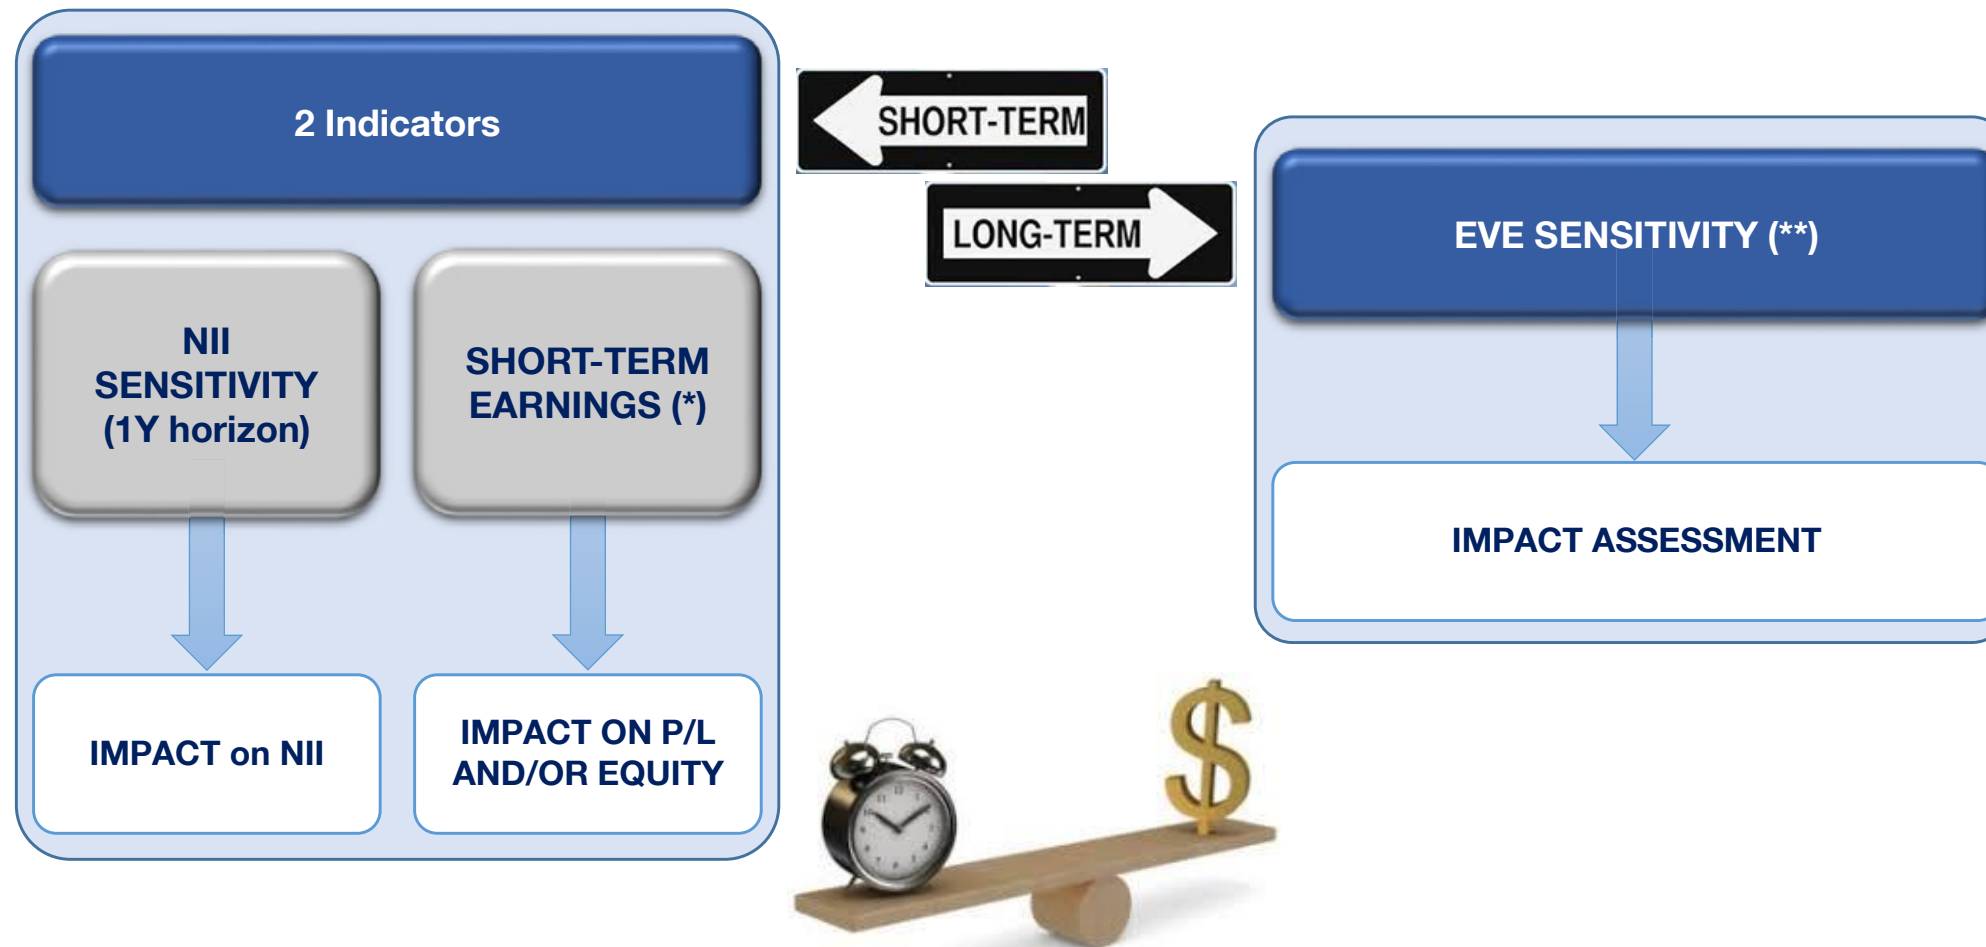 2 Indicators
NII
SENSITIVITY
(1Y horizon)
SHORT-TERM
EARNINGS (*)
IMPACT on NII
IMPACT ON P/L
AND/OR EQUITY
SHORT-TERM
LONG-TERM
EVE SENSITIVITY (**)
IMPACT ASSESSMENT